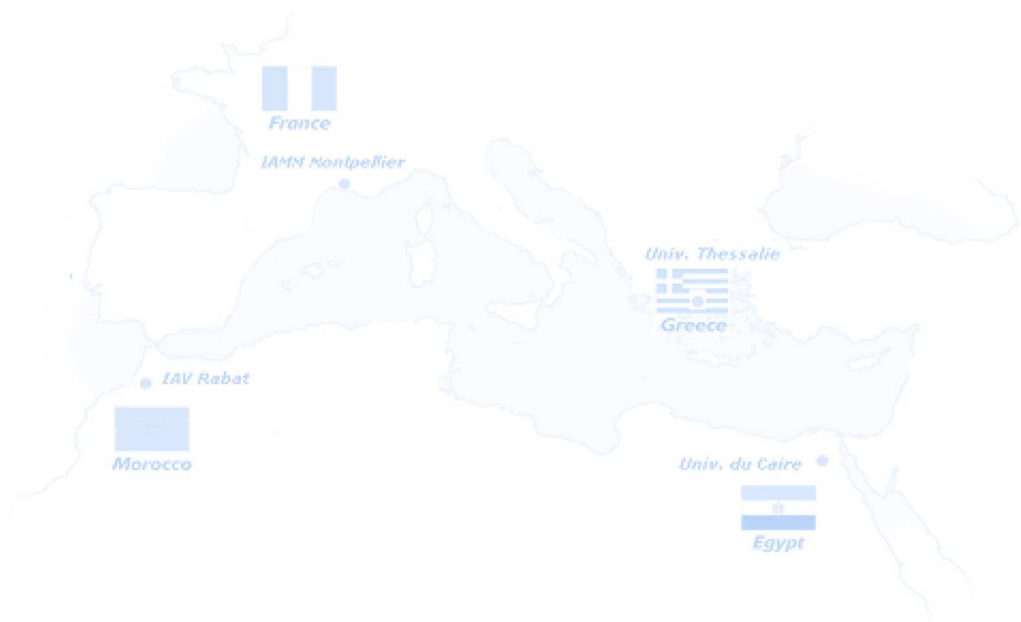 France
IAMM Montpellier
Univ. Thessalie
Greece
IAV Rabat
Morocco
Univ. du Caire
Egypt